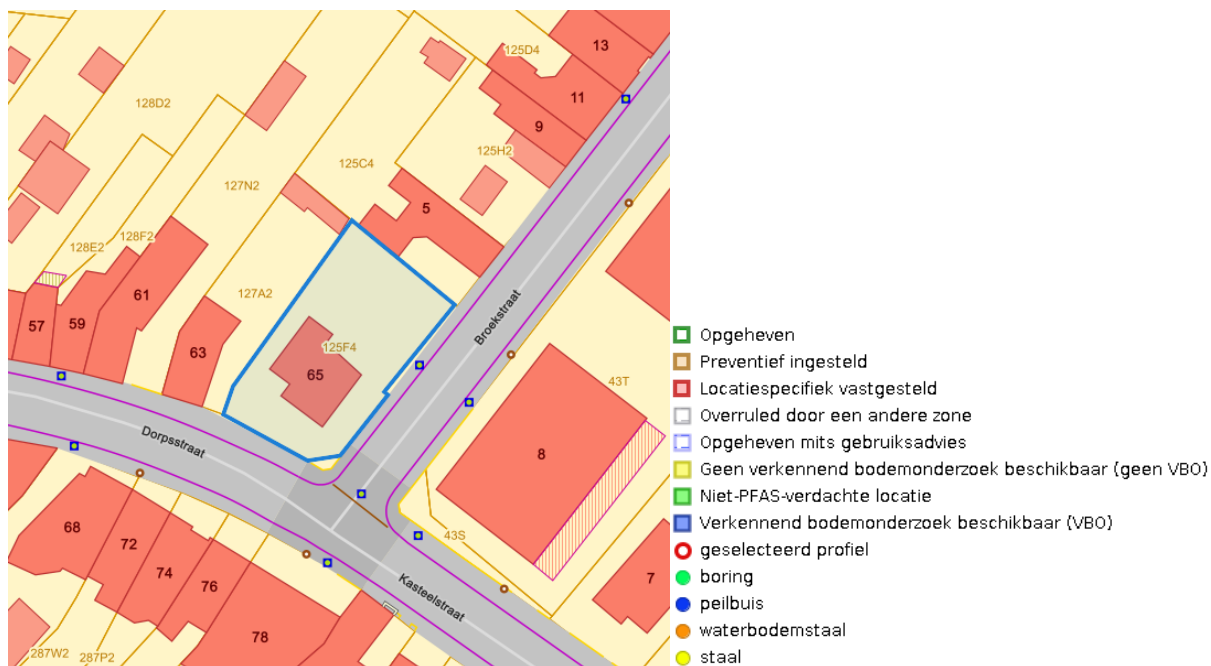 13
125D4
11
9
128D2
125H2
125C4
127N2
5
128F2
128E2
127A2
61
Broekstraat
57
59
63
125F4
65
43T
Dorpsstraat
8
68
72
43S
74
76
Kasteelstraat
7
78
287W2
287P2
Opgeheven
Preventief ingesteld
Locatiespecifiek vastgesteld
Overruled door een andere zone
Opgeheven mits gebruiksadvies
Geen verkennend bodemonderzoek beschikbaar (geen VBO)
Niet-PFAS-verdachte locatie
Verkennend bodemonderzoek beschikbaar (VBO)
geselecteerd profiel
boring
peilbuis
waterbodemstaal
staal